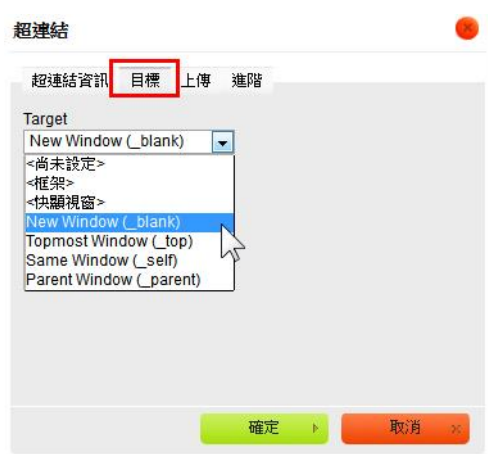 超連結
超連結資訊 目標 上傳 進階
Target
New Window (_blank)
<尚未設定>
<框架>
<快顯視窗>
New Window (_blank)
Topmost Window (_top)
Same Window (_self)
Parent Window (_parent)
確定 取消